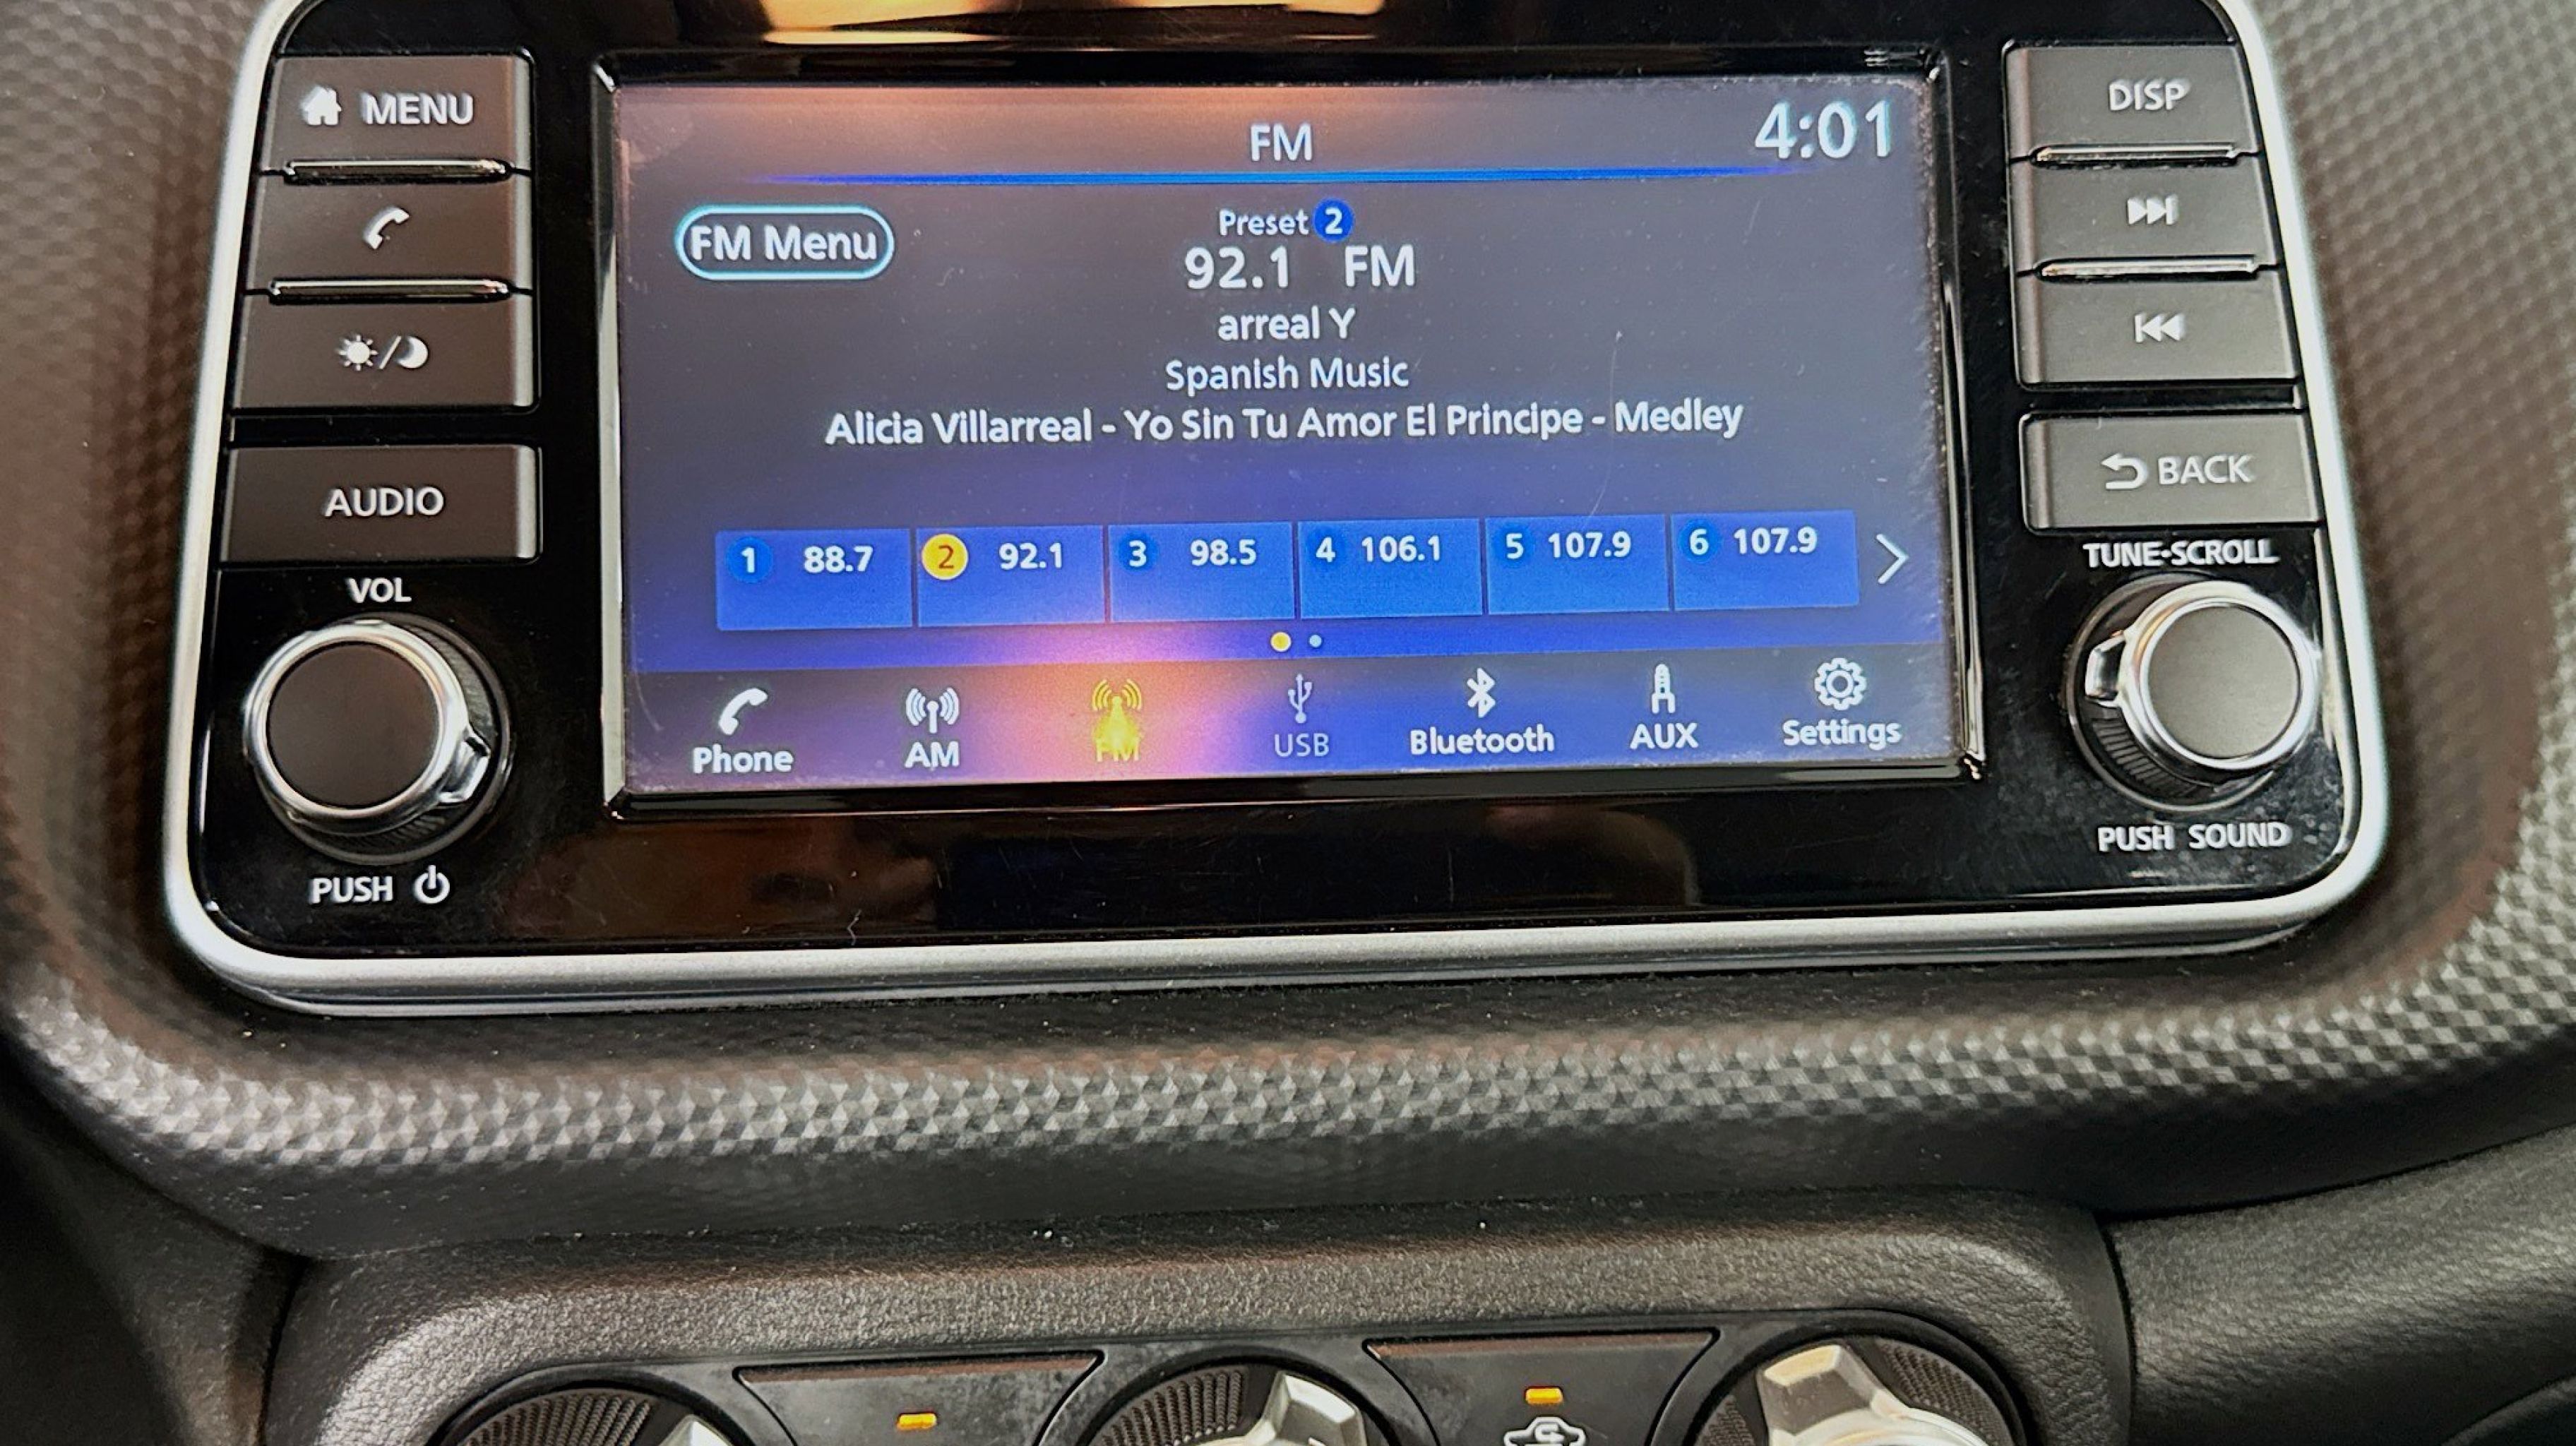 MENU
AUDIO
VOL
PUSH
FM
4:01
FM Menu
Preset 2
92.1 FM
arreal Y
Spanish Music
Alicia Villarreal - Yo Sin Tu Amor El Principe - Medley
1 88.7 2 92.1 3 98.5 4 106.1 5 107.9 6 107.9
Phone AM FM USB Bluetooth AUX Settings
DISP
BACK
TUNE•SCROLL
PUSH SOUND